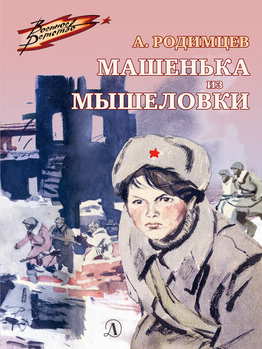 Военное
Детство
А. РОДИМЦЕВ
МАШЕНЬКА
ИЗ
МЫШЕЛОВКИ
Д